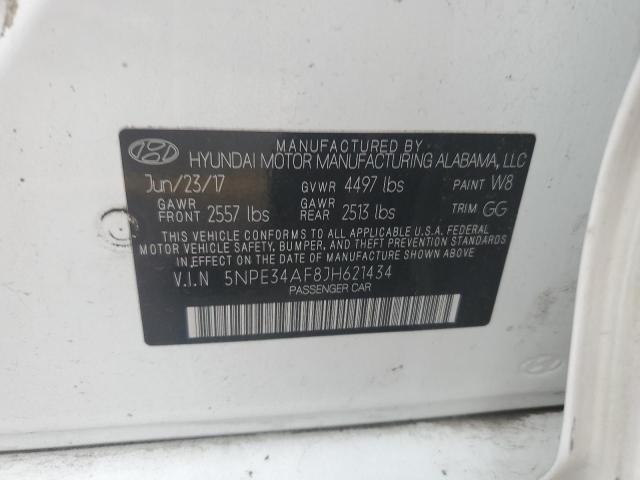 MANUFACTURED BY
HYUNDAI MOTOR MANUFACTURING ALABAMA, LLC
Jun/23/17 GVWR 4497 lbs PAINT W8
GAWR FRONT 2557 lbs GAWR REAR 2513 lbs TRIM GG
THIS VEHICLE CONFORMS TO ALL APPLICABLE U.S.A. FEDERAL
MOTOR VEHICLE SAFETY, BUMPER, AND THEFT PREVENTION STANDARDS
IN EFFECT ON THE DATE OF MANUFACTURE SHOWN ABOVE.
V.I.N 5NPE34AF8JH621434
PASSENGER CAR